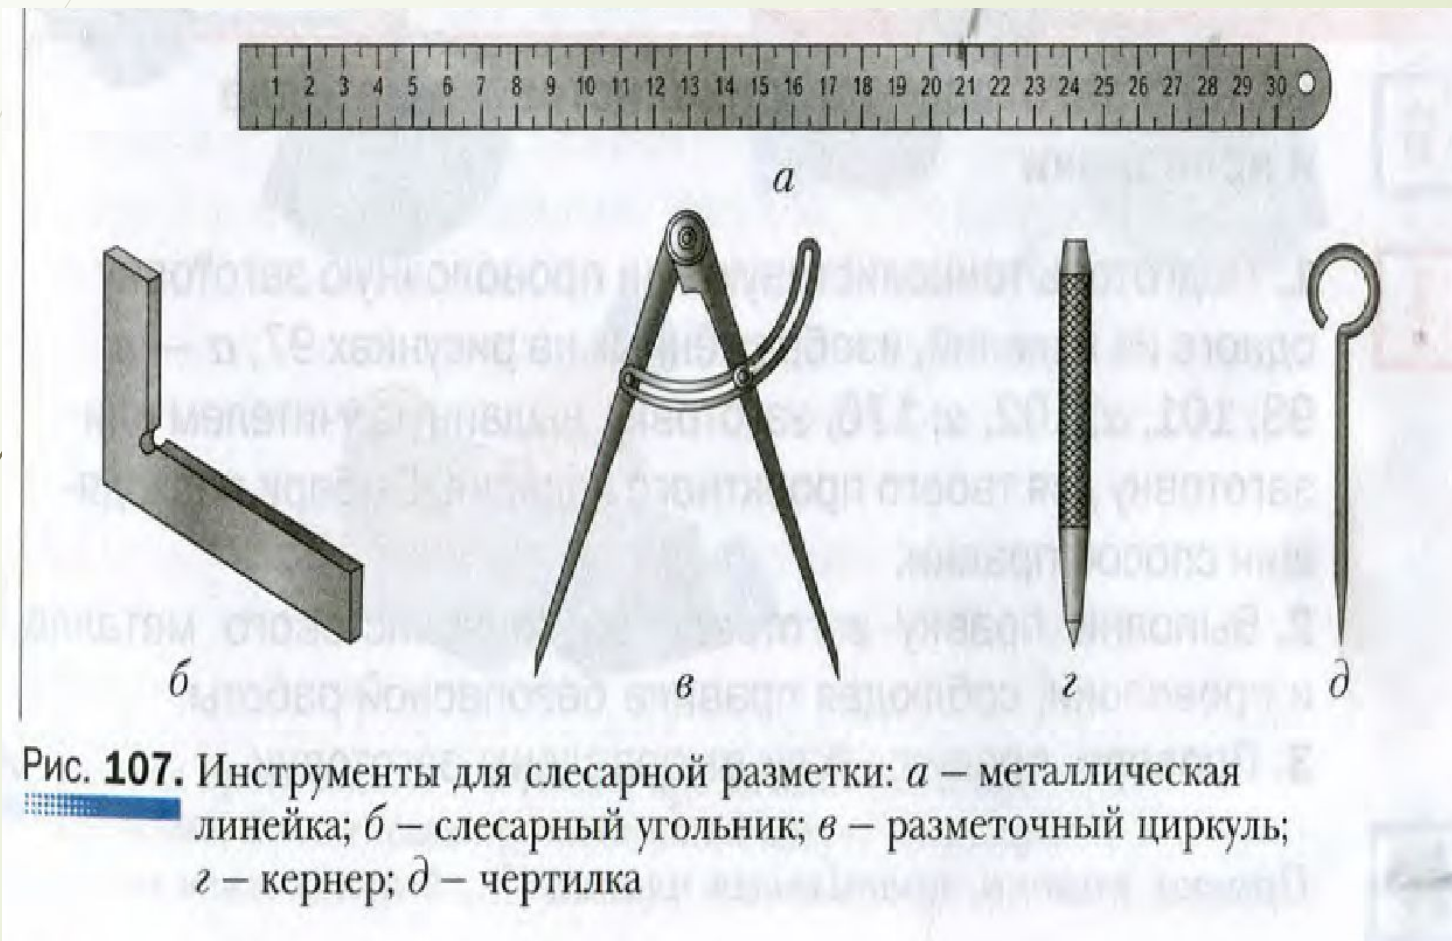 1 2 3 4 5 6 7 8 9 10 11 12 13 14 15 16 17 18 19 20 21 22 23 24 25 26 27 28 29 30
а
б в г д
Рис. 107. Инструменты для слесарной разметки: а – металлическая
линейка; б – слесарный угольник; в – разметочный циркуль;
г – кернер; д – чертилка